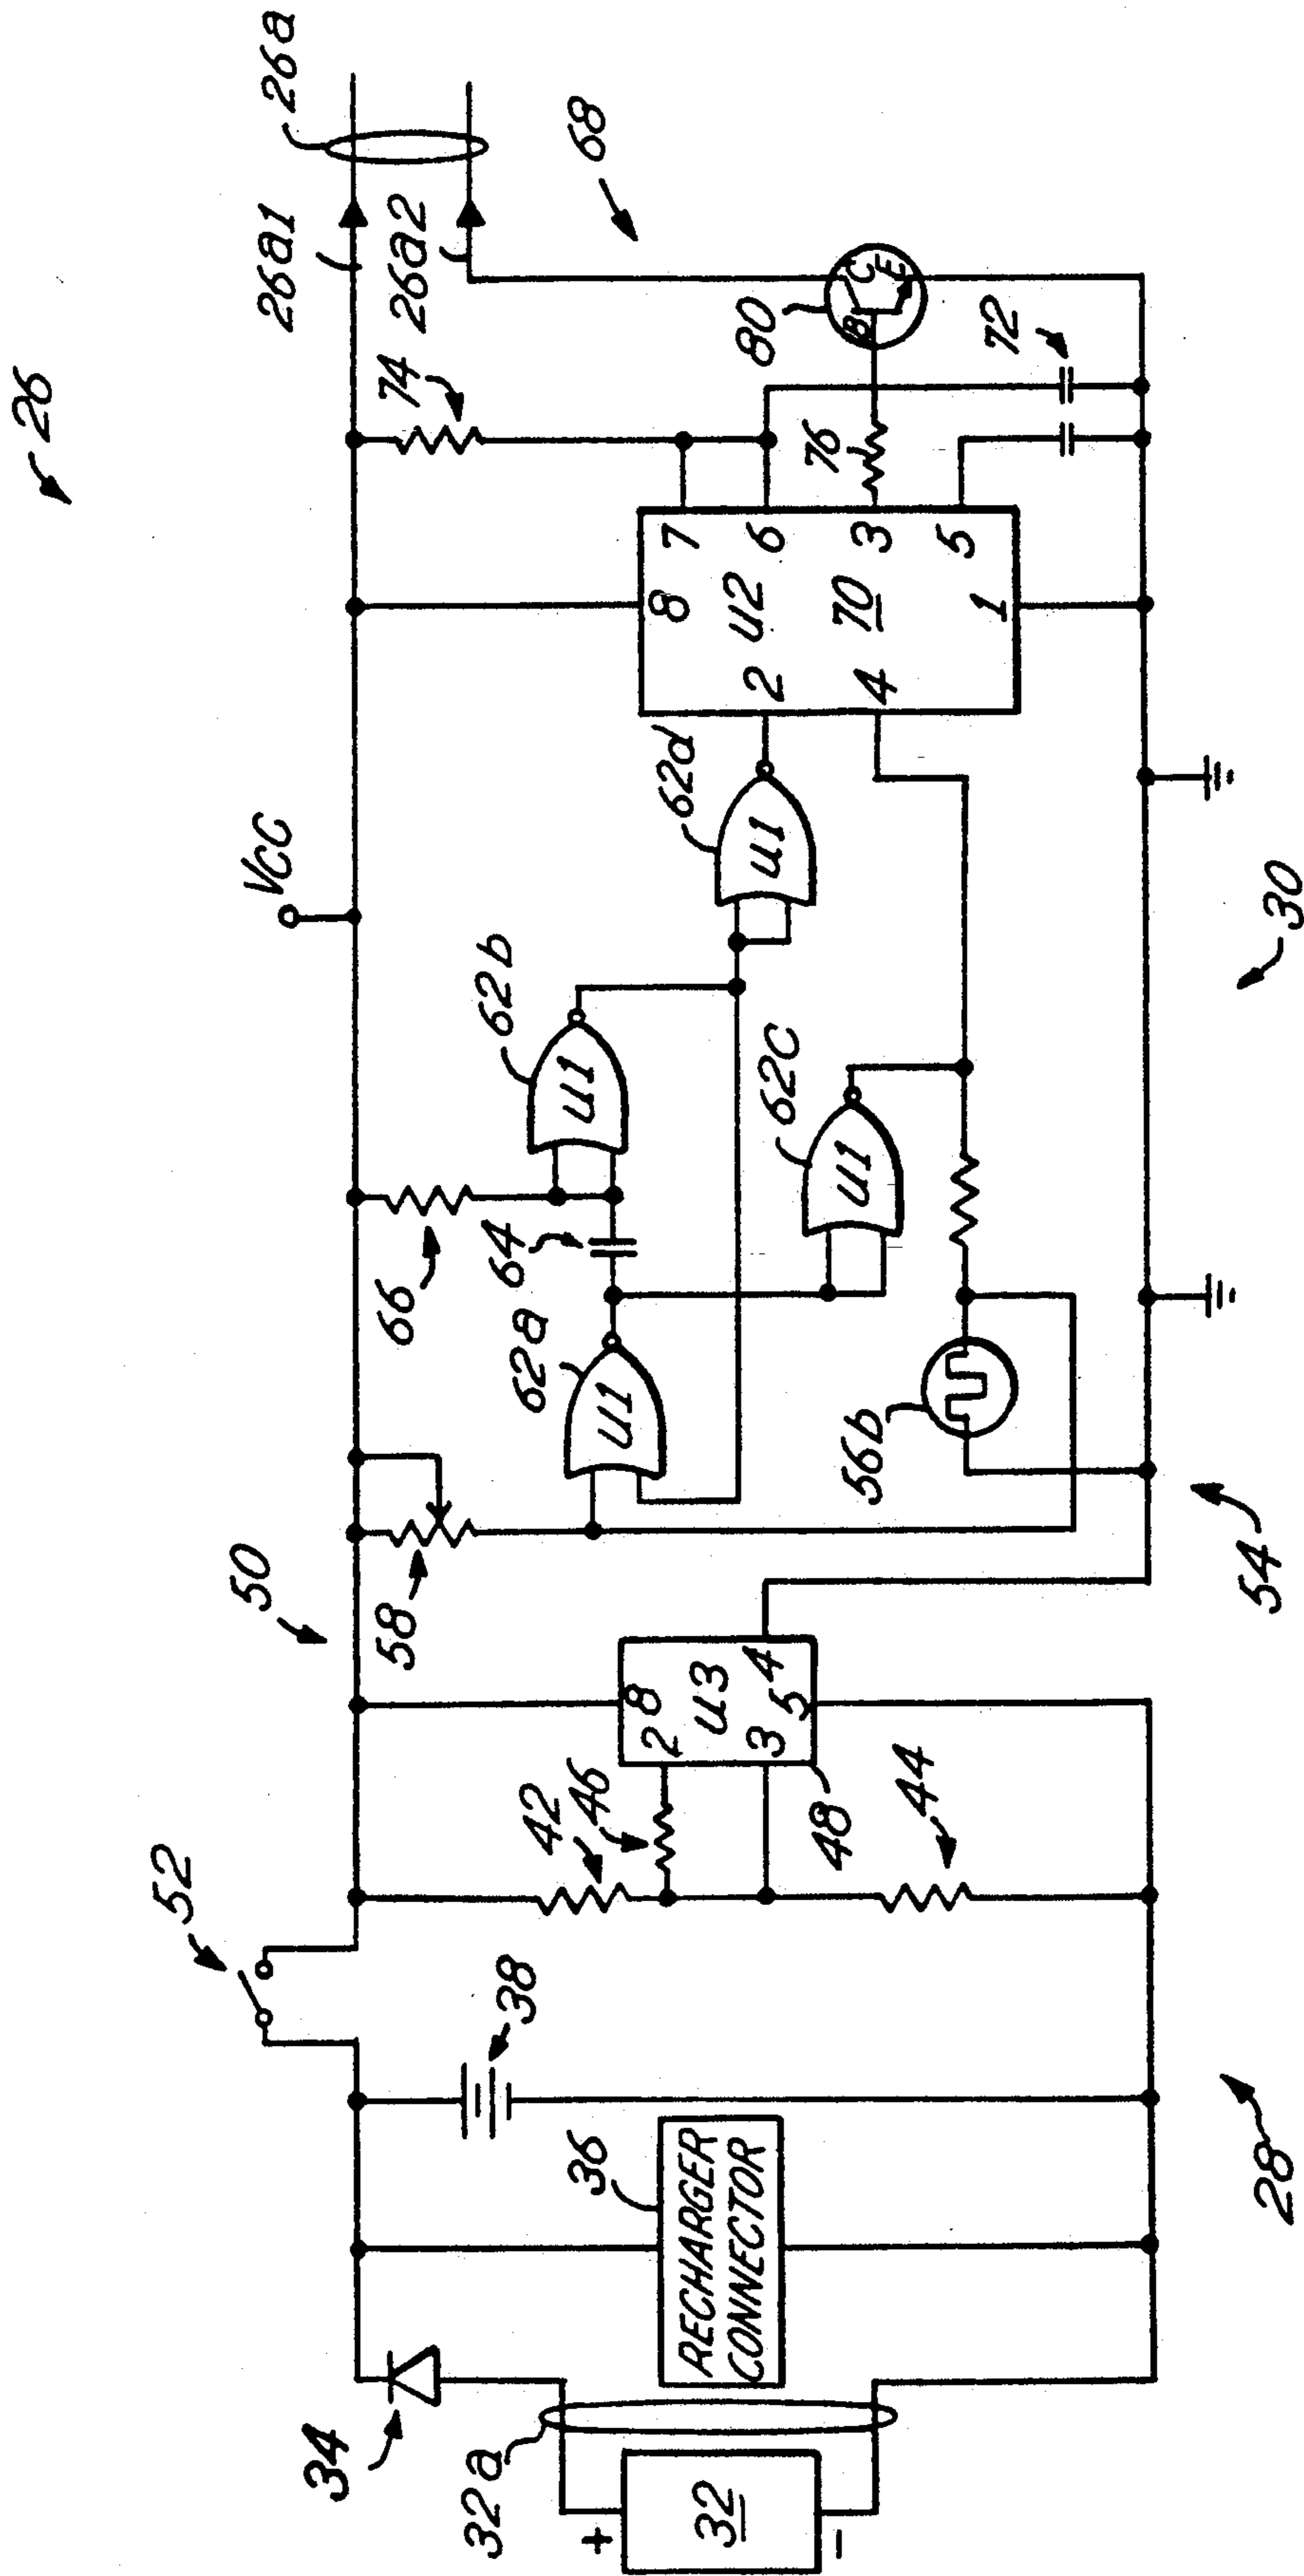 26
26a
26a1
26a2
68
VCC
74
80
C
B
E
72
76
8
7
U2
6
2
70
3
4
5
1
62d
U1
62b
U1
62C
U1
66
64
62a
U1
30
56b
50
58
54
52
8
2
U3
4
3
5
42
46
48
44
38
36
RECHARGER
CONNECTOR
28
34
32a
+
32
−